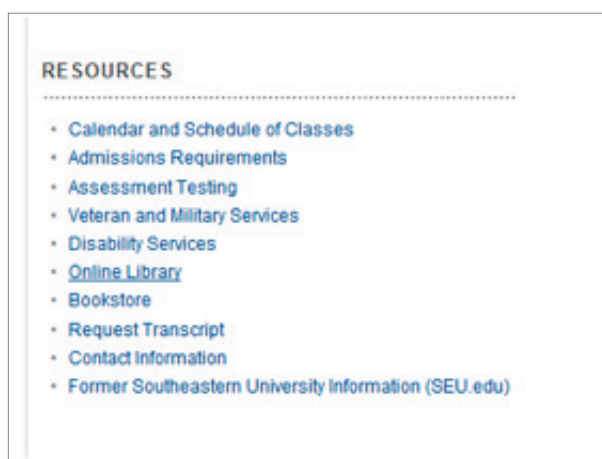 RESOURCES
Calendar and Schedule of Classes
Admissions Requirements
Assessment Testing
Veteran and Military Services
Disability Services
Online Library
Bookstore
Request Transcript
Contact Information
Former Southeastern University Information (SEU.edu)